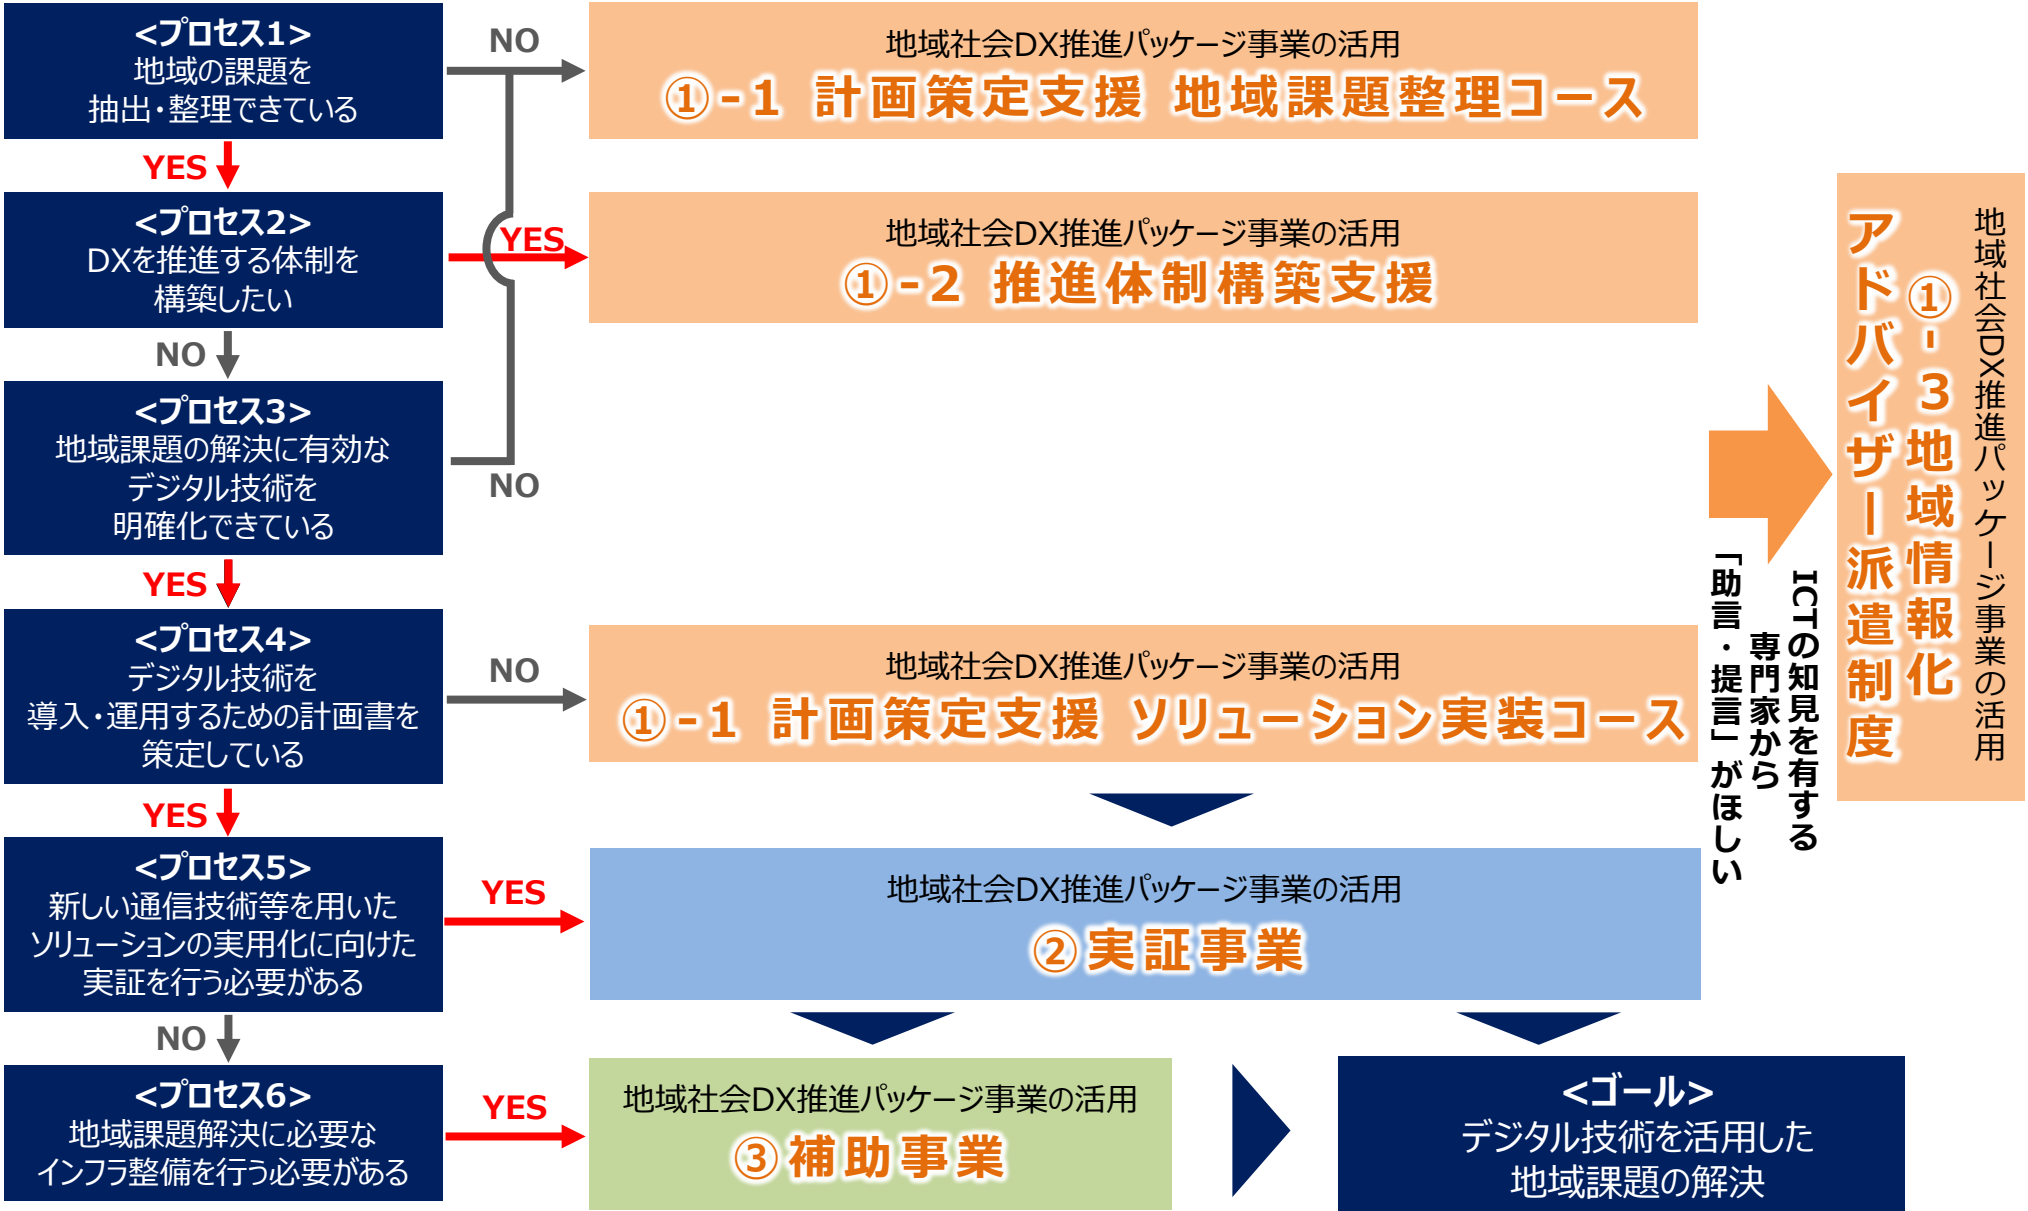 <プロセス1>
地域の課題を
抽出・整理できている
NO
地域社会DX推進パッケージ事業の活用
①-1 計画策定支援 地域課題整理コース
YES
<プロセス2>
DXを推進する体制を
構築したい
YES
地域社会DX推進パッケージ事業の活用
①-2 推進体制構築支援
NO
<プロセス3>
地域課題の解決に有効な
デジタル技術を
明確化できている
NO
YES
<プロセス4>
デジタル技術を
導入・運用するための計画書を
策定している
NO
地域社会DX推進パッケージ事業の活用
①-1 計画策定支援 ソリューション実装コース
YES
<プロセス5>
新しい通信技術等を用いた
ソリューションの実用化に向けた
実証を行う必要がある
YES
地域社会DX推進パッケージ事業の活用
②実証事業
NO
<プロセス6>
地域課題解決に必要な
インフラ整備を行う必要がある
YES
地域社会DX推進パッケージ事業の活用
③補助事業
<ゴール>
デジタル技術を活用した
地域課題の解決
ICTの知見を有する
専門家から
「助言・提言」がほしい
地域社会DX推進パッケージ事業の活用
①-3地域情報化
アドバイザー派遣制度